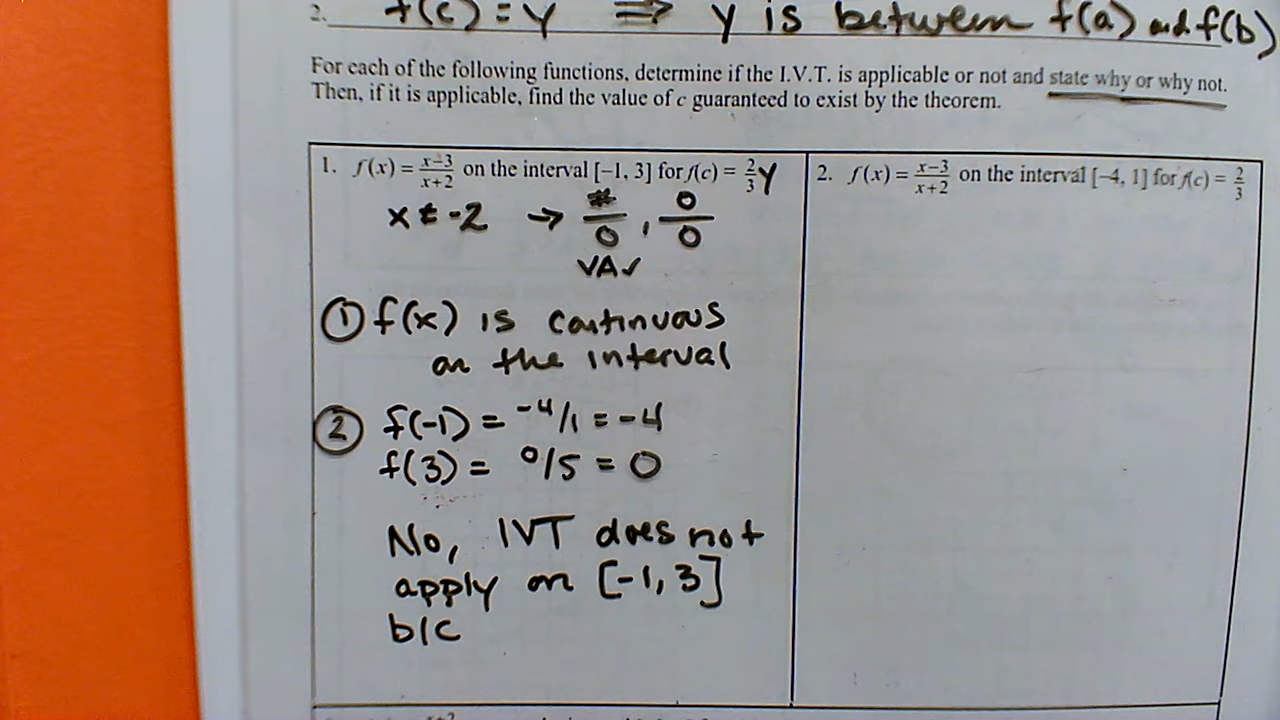 2. f(c) = y ⇒ y is between f(a) and f(b)
For each of the following functions, determine if the I.V.T. is applicable or not and state why or why not.
Then, if it is applicable, find the value of c guaranteed to exist by the theorem.
1. f(x) = (x−3)/(x+2) on the interval [−1, 3] for f(c) = 2/3 y
x ≠ -2 → #/0, 0/0
VA✓
① f(x) is continuous
on the interval
② f(-1) = -4/1 = -4
f(3) = 0/5 = 0
No, IVT does not
apply on [-1, 3]
b/c
2. f(x) = (x−3)/(x+2) on the interval [−4, 1] for f(c) = 2/3